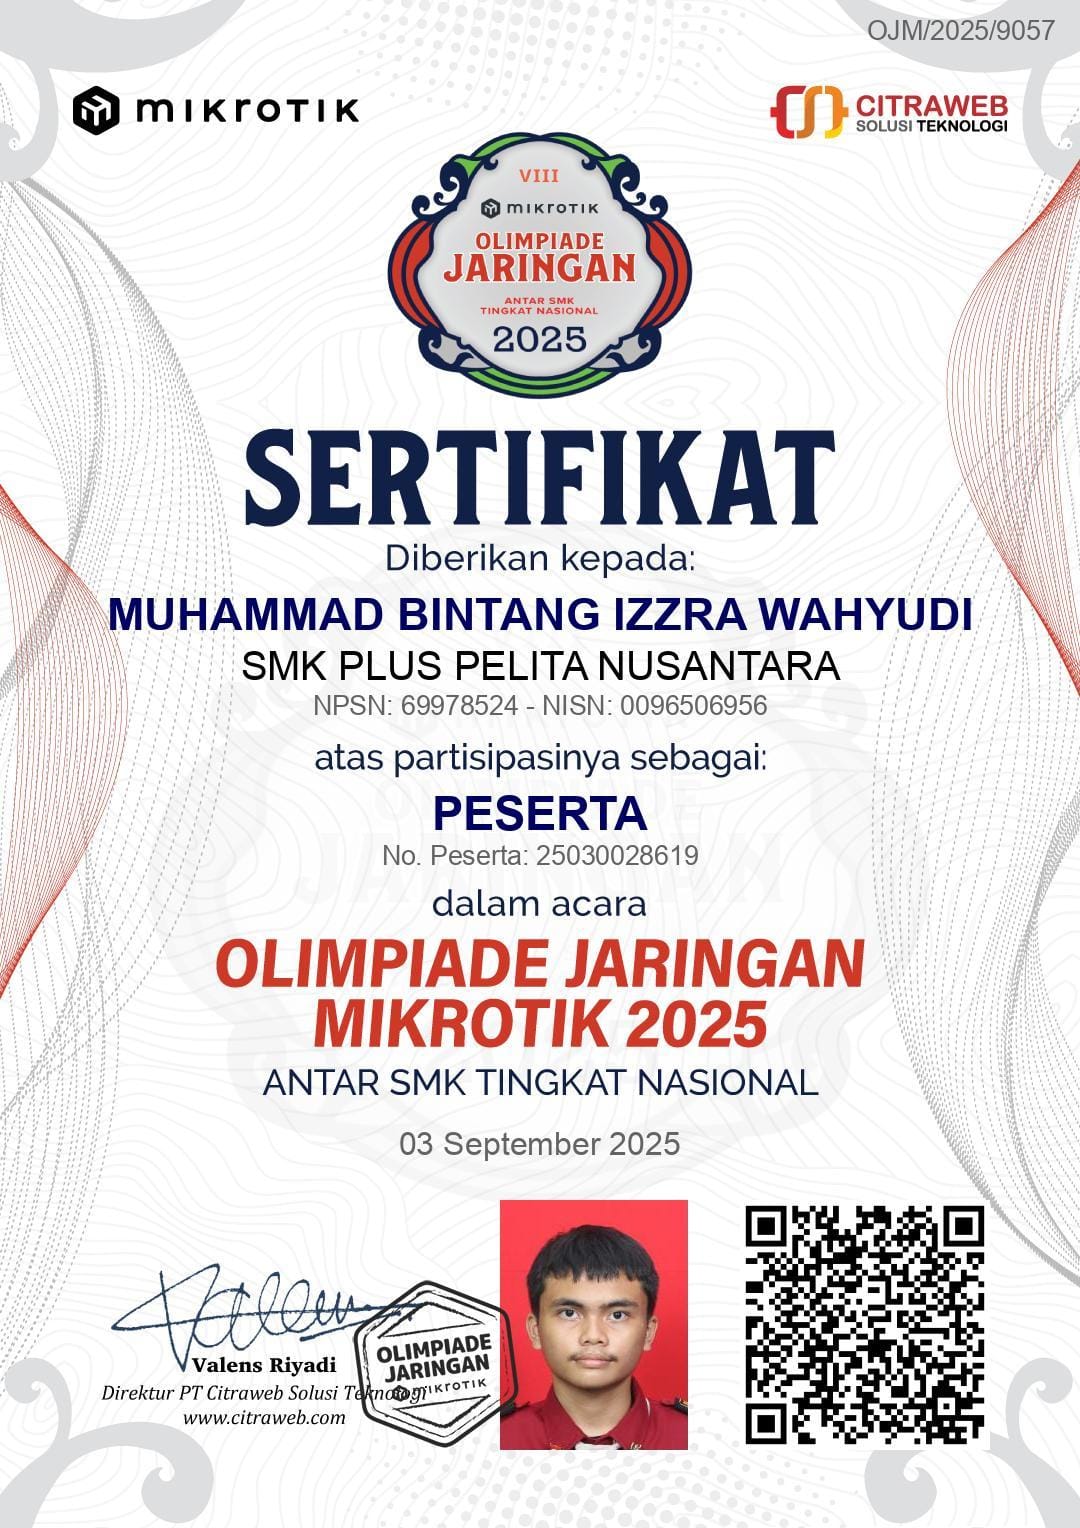 OJM/2025/9057
mikrotik
CITRAWEB
SOLUSI TEKNOLOGI
VIII
mikrotik
OLIMPIADE
JARINGAN
ANTAR SMK
TINGKAT NASIONAL
2025
SERTIFIKAT
Diberikan kepada:
MUHAMMAD BINTANG IZZRA WAHYUDI
SMK PLUS PELITA NUSANTARA
NPSN: 69978524 - NISN: 0096506956
atas partisipasinya sebagai:
PESERTA
No. Peserta: 25030028619
dalam acara
OLIMPIADE JARINGAN
MIKROTIK 2025
ANTAR SMK TINGKAT NASIONAL
03 September 2025
Valens Riyadi
Direktur PT Citraweb Solusi Teknologi
www.citraweb.com
OLIMPIADE
JARINGAN
mikrotik